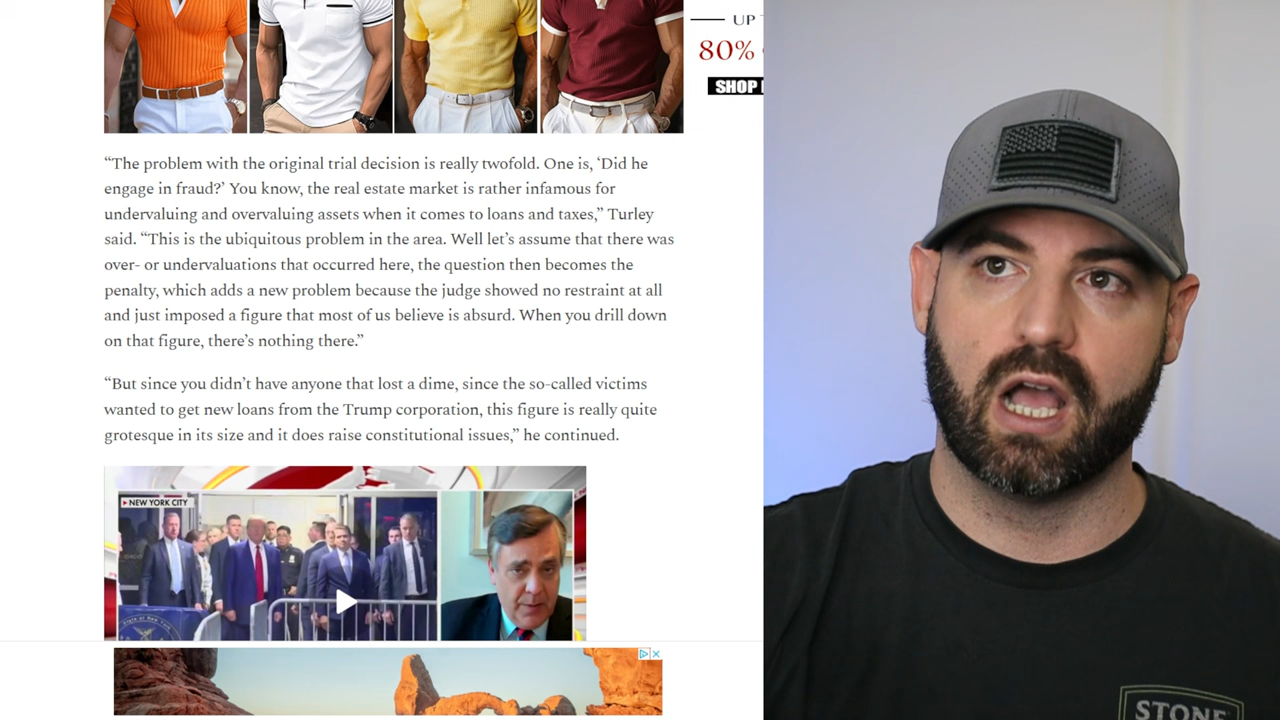 UP
80%
SHOP
“The problem with the original trial decision is really twofold. One is, ‘Did he
engage in fraud?’ You know, the real estate market is rather infamous for
undervaluing and overvaluing assets when it comes to loans and taxes,” Turley
said. “This is the ubiquitous problem in the area. Well let’s assume that there was
over- or undervaluations that occurred here, the question then becomes the
penalty, which adds a new problem because the judge showed no restraint at all
and just imposed a figure that most of us believe is absurd. When you drill down
on that figure, there’s nothing there.”
“But since you didn’t have anyone that lost a dime, since the so-called victims
wanted to get new loans from the Trump corporation, this figure is really quite
grotesque in its size and it does raise constitutional issues,” he continued.
NEW YORK CITY
STONE